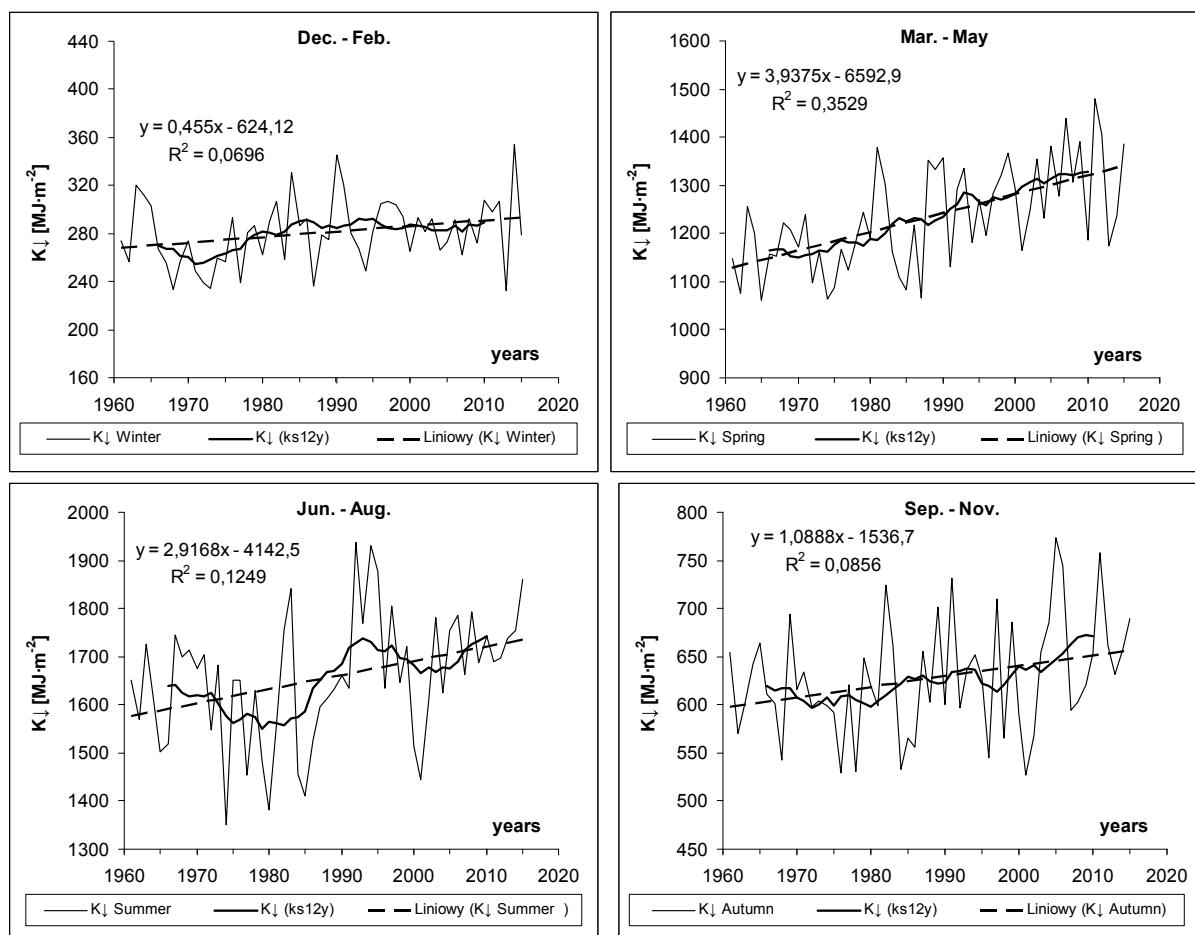 Dec. - Feb.
440
400
360
320
280
240
200
160
K↓ [MJ·m⁻²]
y = 0,455x - 624,12
R² = 0,0696
years
1960 1970 1980 1990 2000 2010 2020
K↓ Winter K↓ (ks12y) Liniowy (K↓ Winter)
Mar. - May
1600
1500
1400
1300
1200
1100
1000
900
K↓ [MJ·m⁻²]
y = 3,9375x - 6592,9
R² = 0,3529
years
1960 1970 1980 1990 2000 2010 2020
K↓ Spring K↓ (ks12y) Liniowy (K↓ Spring )
Jun. - Aug.
2000
1900
1800
1700
1600
1500
1400
1300
K↓ [MJ·m⁻²]
y = 2,9168x - 4142,5
R² = 0,1249
years
1960 1970 1980 1990 2000 2010 2020
K↓ Summer K↓ (ks12y) Liniowy (K↓ Summer )
Sep. - Nov.
800
750
700
650
600
550
500
450
K↓ [MJ·m⁻²]
y = 1,0888x - 1536,7
R² = 0,0856
years
1960 1970 1980 1990 2000 2010 2020
K↓ Autumn K↓ (ks12y) Liniowy (K↓ Autumn)